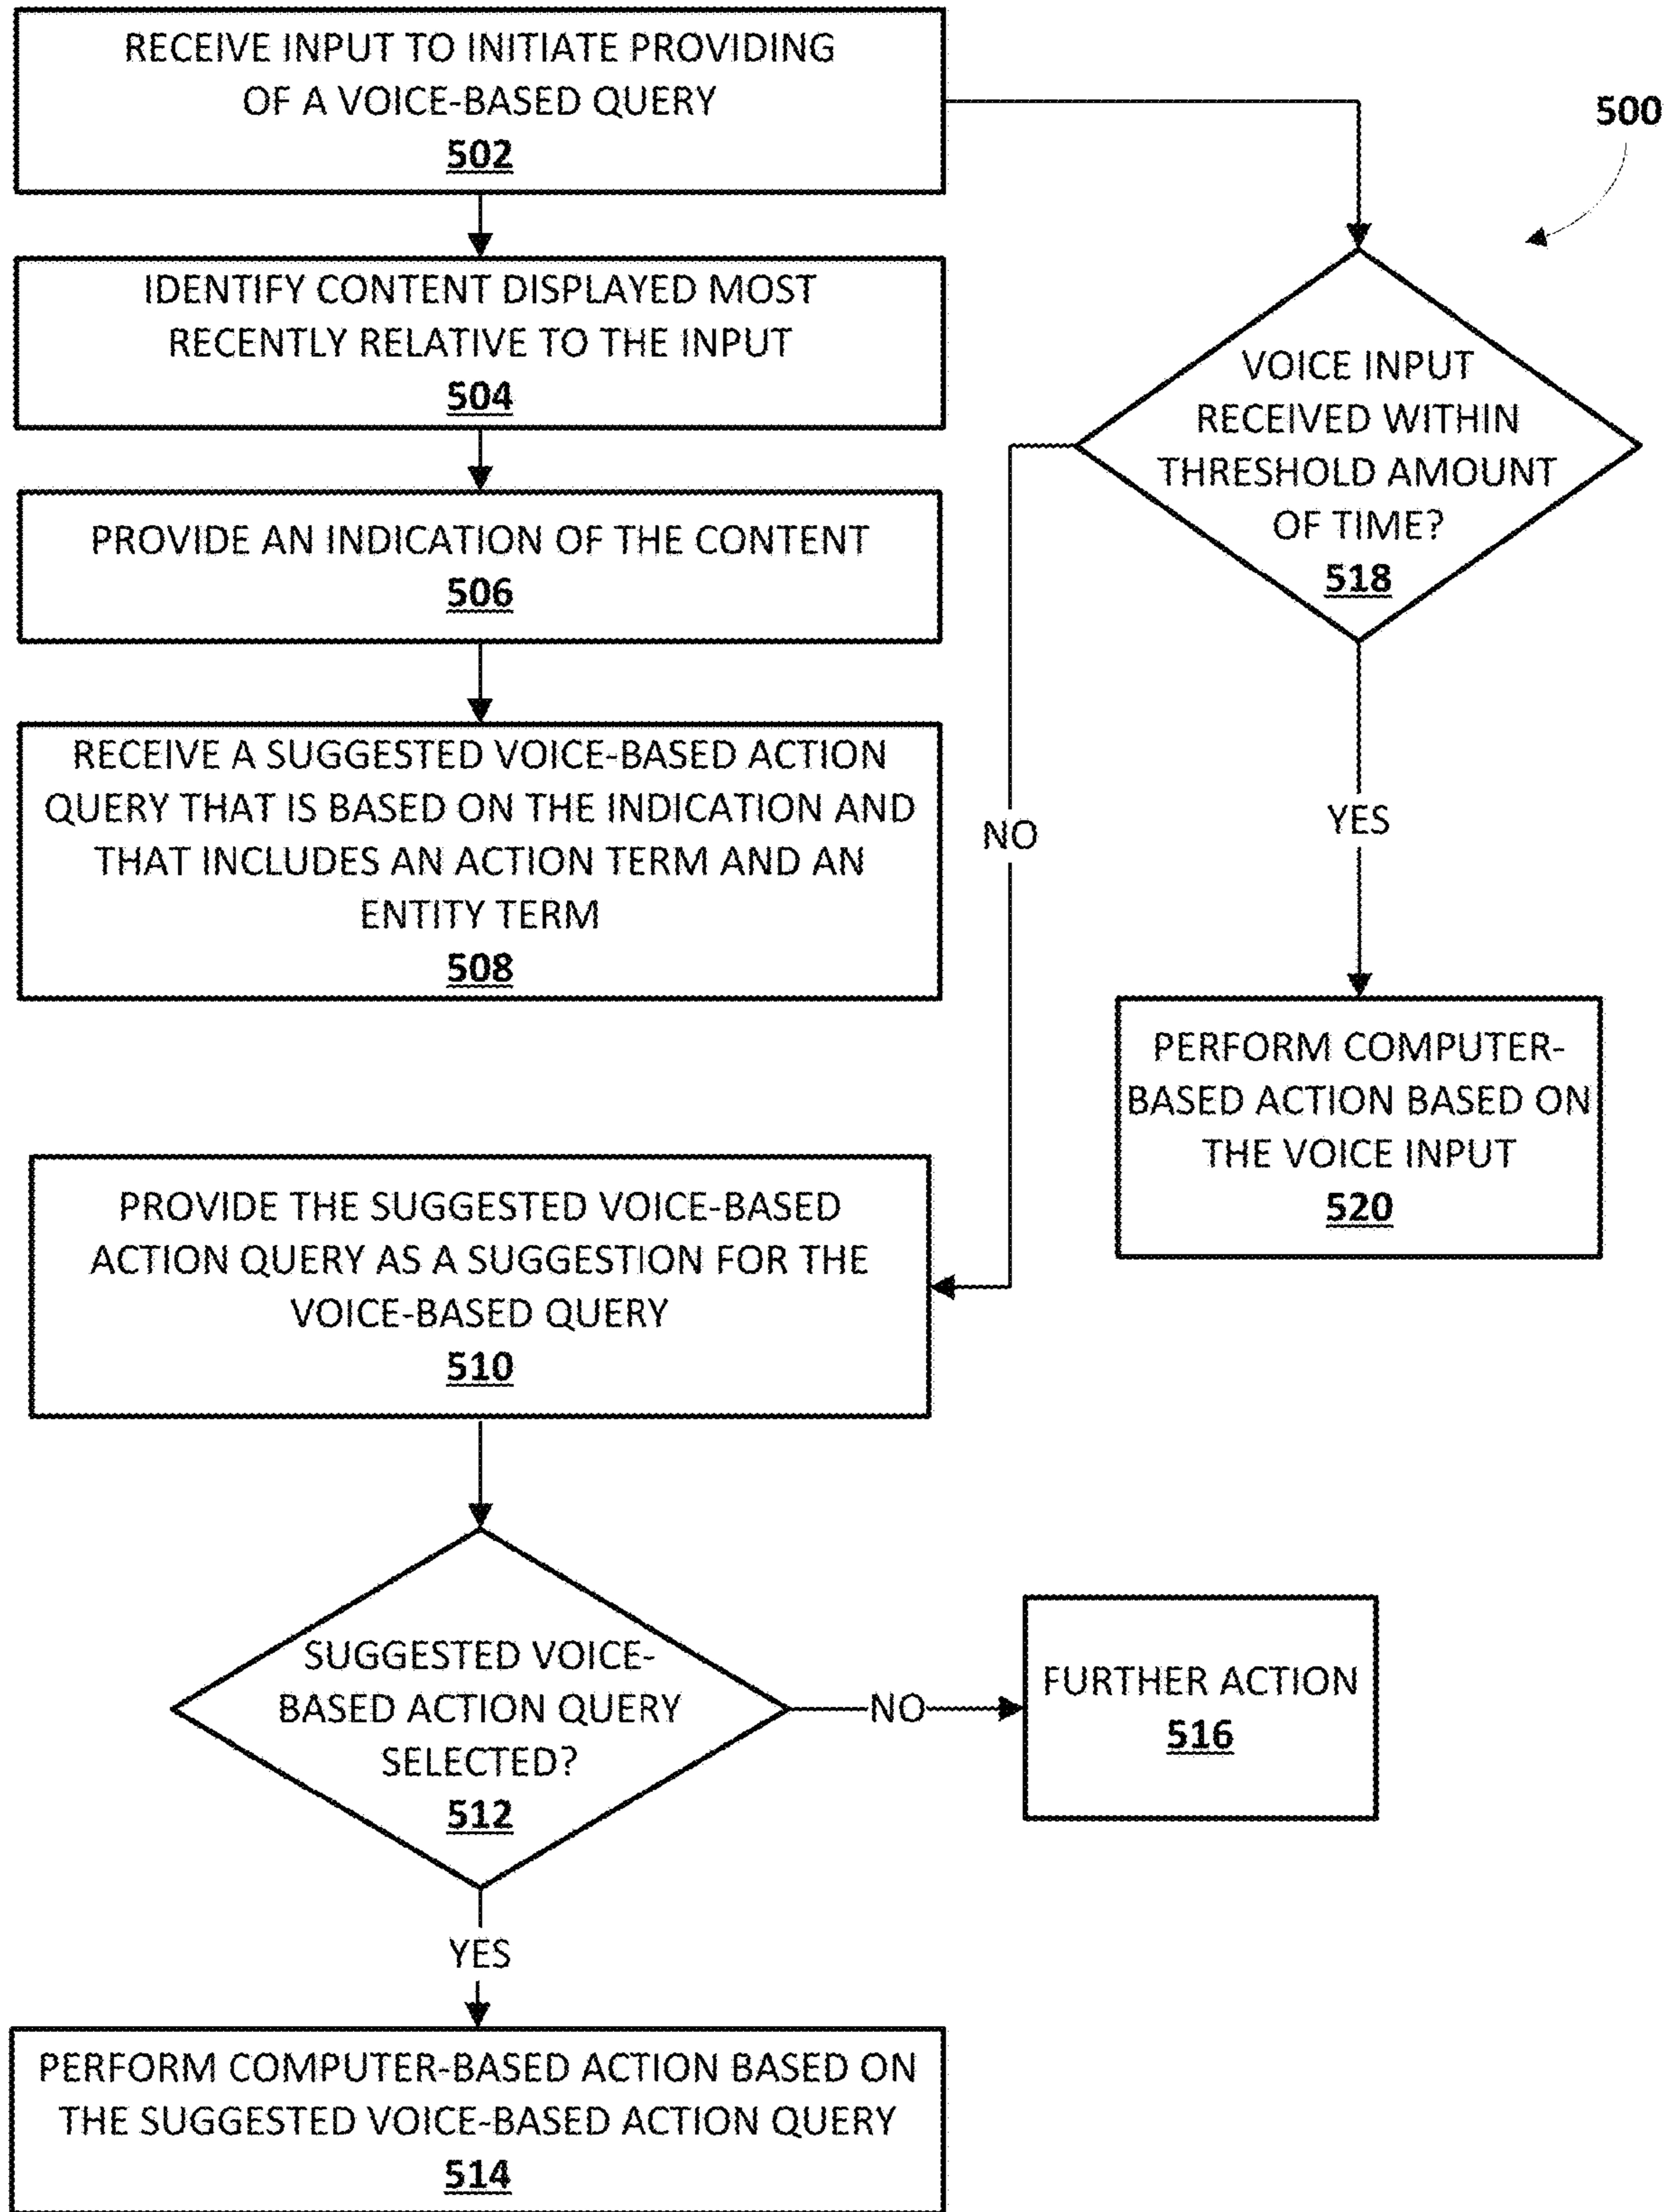 RECEIVE INPUT TO INITIATE PROVIDING
OF A VOICE-BASED QUERY
502
500
IDENTIFY CONTENT DISPLAYED MOST
RECENTLY RELATIVE TO THE INPUT
504
VOICE INPUT
RECEIVED WITHIN
THRESHOLD AMOUNT
OF TIME?
518
PROVIDE AN INDICATION OF THE CONTENT
506
RECEIVE A SUGGESTED VOICE-BASED ACTION
QUERY THAT IS BASED ON THE INDICATION AND
THAT INCLUDES AN ACTION TERM AND AN
ENTITY TERM
508
NO
YES
PERFORM COMPUTER-
BASED ACTION BASED ON
THE VOICE INPUT
520
PROVIDE THE SUGGESTED VOICE-BASED
ACTION QUERY AS A SUGGESTION FOR THE
VOICE-BASED QUERY
510
SUGGESTED VOICE-
BASED ACTION QUERY
SELECTED?
512
NO
FURTHER ACTION
516
YES
PERFORM COMPUTER-BASED ACTION BASED ON
THE SUGGESTED VOICE-BASED ACTION QUERY
514